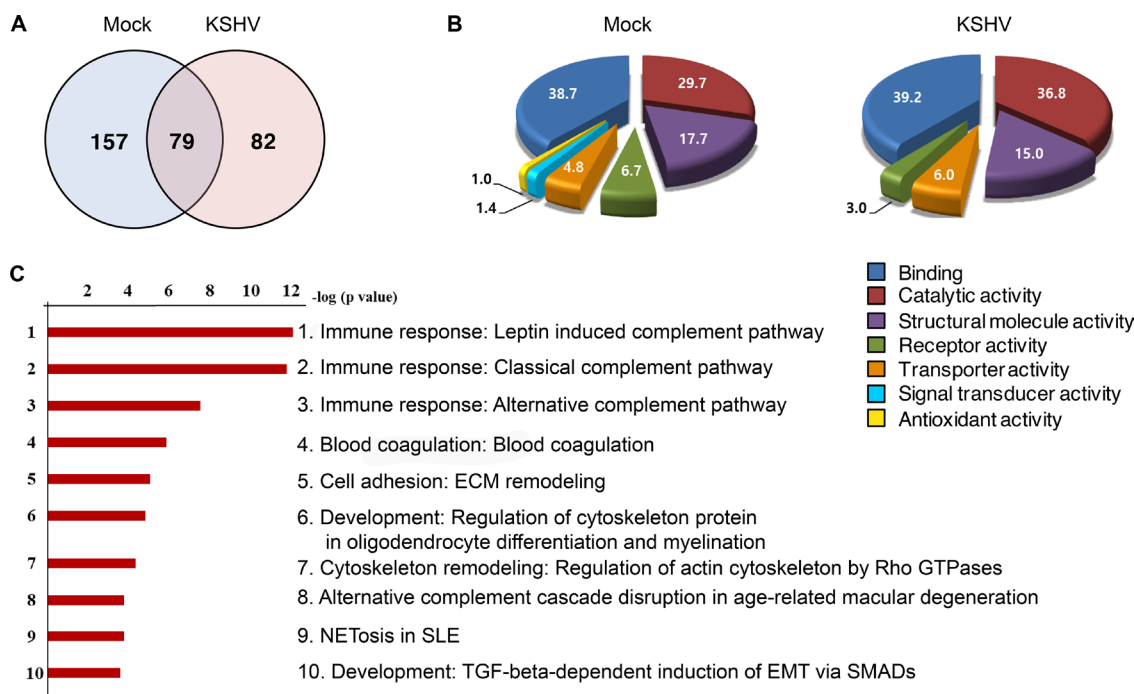 A
Mock
KSHV
157
79
82
B
Mock
38.7
29.7
17.7
6.7
4.8
1.0
1.4
KSHV
39.2
36.8
15.0
6.0
3.0
Binding
Catalytic activity
Structural molecule activity
Receptor activity
Transporter activity
Signal transducer activity
Antioxidant activity
C
2 4 6 8 10 12 -log (p value)
1 1. Immune response: Leptin induced complement pathway
2 2. Immune response: Classical complement pathway
3 3. Immune response: Alternative complement pathway
4 4. Blood coagulation: Blood coagulation
5 5. Cell adhesion: ECM remodeling
6 6. Development: Regulation of cytoskeleton protein
in oligodendrocyte differentiation and myelination
7 7. Cytoskeleton remodeling: Regulation of actin cytoskeleton by Rho GTPases
8 8. Alternative complement cascade disruption in age-related macular degeneration
9 9. NETosis in SLE
10 10. Development: TGF-beta-dependent induction of EMT via SMADs